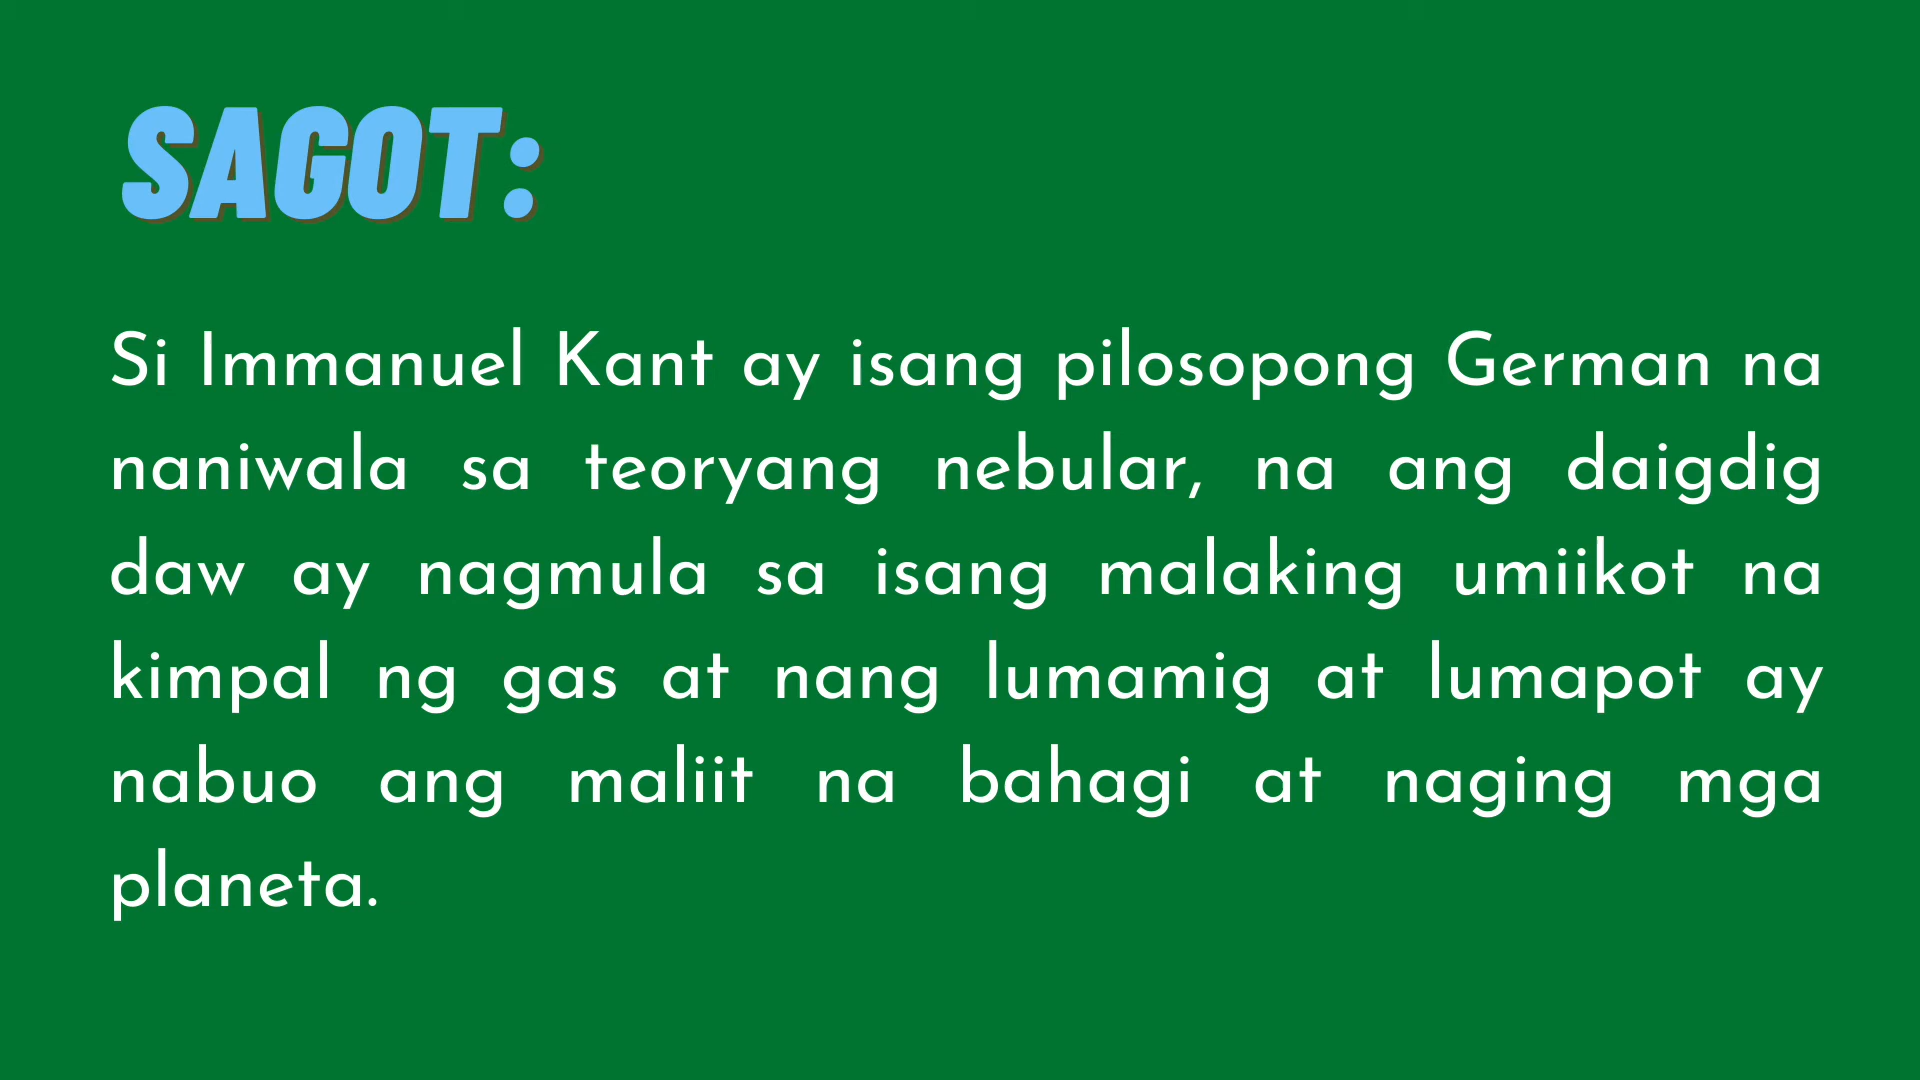 SAGOT:
Si Immanuel Kant ay isang pilosopong German na
naniwala sa teoryang nebular, na ang daigdig
daw ay nagmula sa isang malaking umiikot na
kimpal ng gas at nang lumamig at lumapot ay
nabuo ang maliit na bahagi at naging mga
planeta.